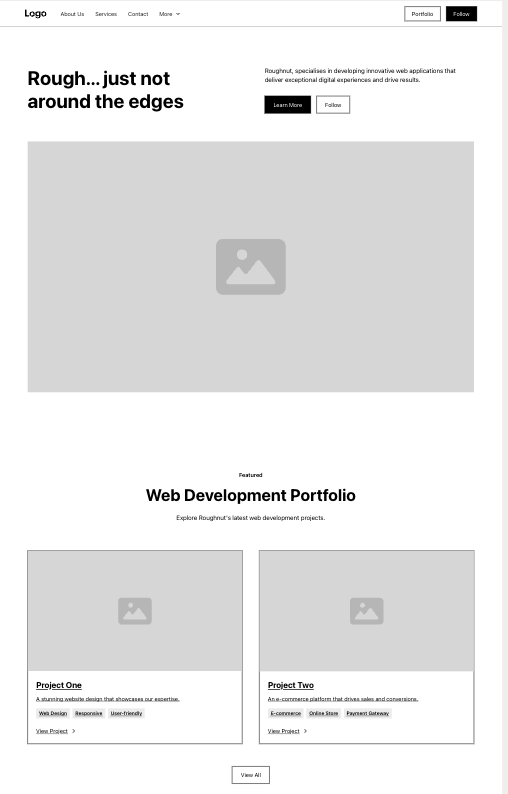 Logo About Us Services Contact More Portfolio Follow
Rough... just not
around the edges
Roughnut, specialises in developing innovative web applications that
deliver exceptional digital experiences and drive results.
Learn More Follow
Featured
Web Development Portfolio
Explore Roughnut's latest web development projects.
Project One
A stunning website design that showcases our expertise.
Web Design Responsive User-friendly
View Project
Project Two
An e-commerce platform that drives sales and conversions.
E-commerce Online Store Payment Gateway
View Project
View All